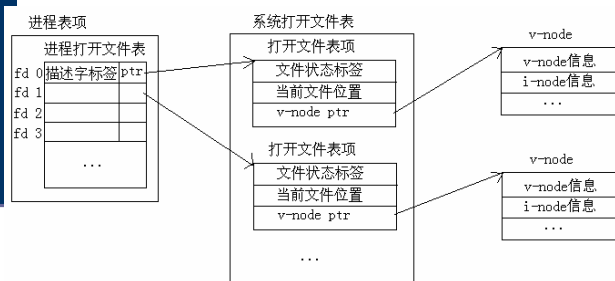 进程表项
进程打开文件表
fd 0 描述字标签 ptr
fd 1
fd 2
fd 3
...
系统打开文件表
打开文件表项
文件状态标签
当前文件位置
v-node ptr
打开文件表项
文件状态标签
当前文件位置
v-node ptr
...
v-node
v-node信息
i-node信息
...
v-node
v-node信息
i-node信息
...